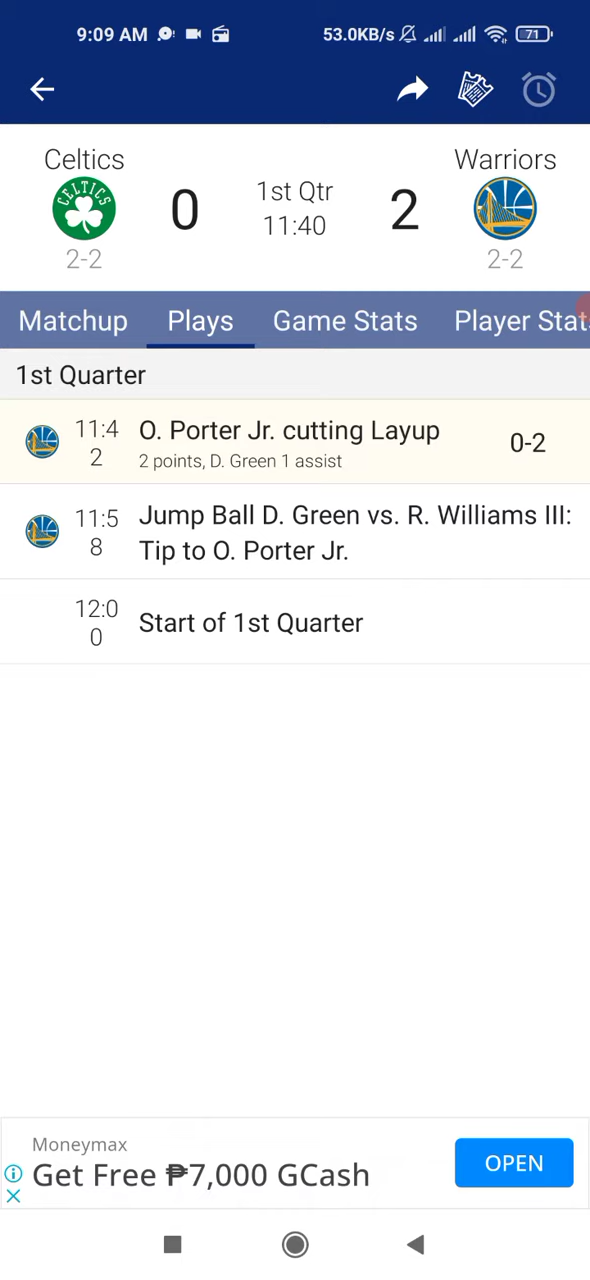 9:09 AM 53.0KB/s 71
Celtics Warriors
CELTICS
0 1st Qtr 2
11:40
2-2 2-2
Matchup Plays Game Stats Player Stat
1st Quarter
11:4 O. Porter Jr. cutting Layup 0-2
2 2 points, D. Green 1 assist
11:5 Jump Ball D. Green vs. R. Williams III:
8 Tip to O. Porter Jr.
12:0 Start of 1st Quarter
0
Moneymax
Get Free ₱7,000 GCash
OPEN